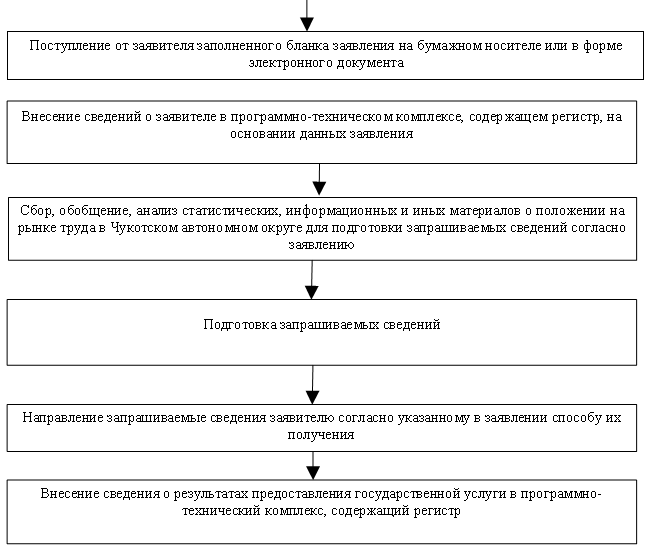 Поступление от заявителя заполненного бланка заявления на бумажном носителе или в форме
электронного документа
Внесение сведений о заявителе в программно-техническом комплексе, содержащем регистр, на
основании данных заявления
Сбор, обобщение, анализ статистических, информационных и иных материалов о положении на
рынке труда в Чукотском автономном округе для подготовки запрашиваемых сведений согласно
заявлению
Подготовка запрашиваемых сведений
Направление запрашиваемые сведения заявителю согласно указанному в заявлении способу их
получения
Внесение сведения о результатах предоставления государственной услуги в программно-
технический комплекс, содержащий регистр